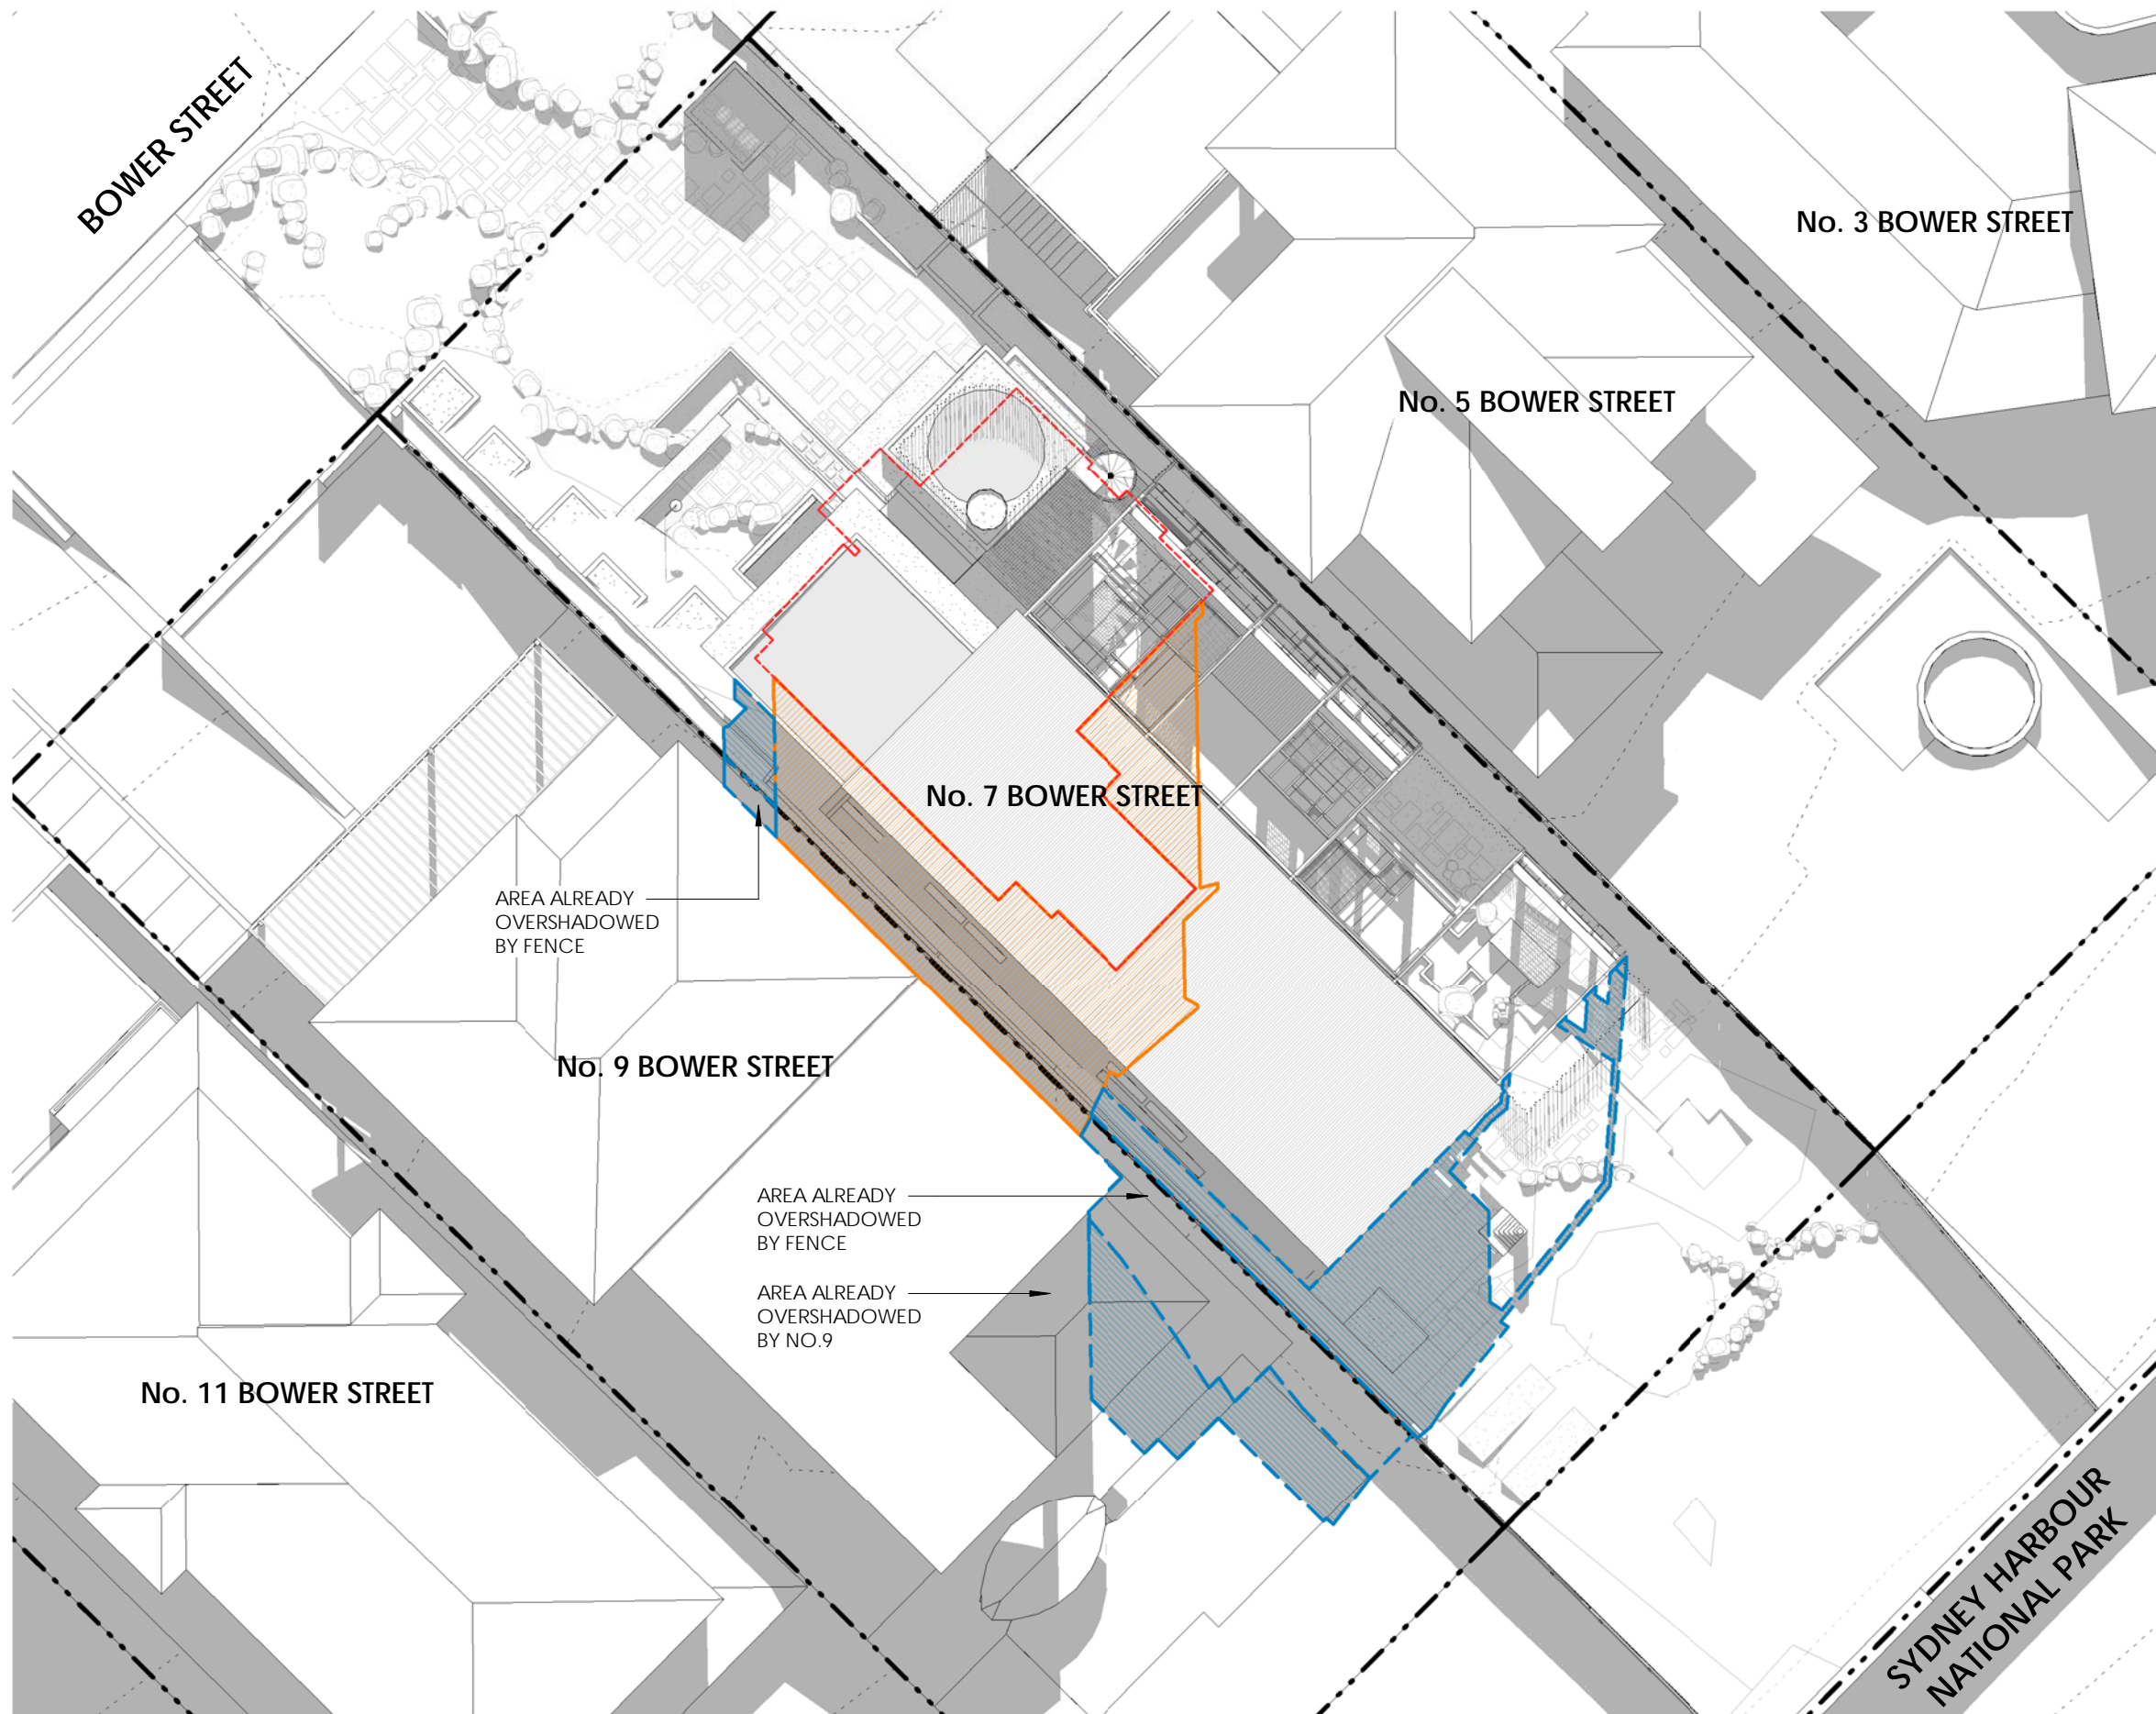 BOWER STREET
No. 3 BOWER STREET
No. 5 BOWER STREET
No. 7 BOWER STREET
AREA ALREADY
OVERSHADOWED
BY FENCE
No. 9 BOWER STREET
AREA ALREADY
OVERSHADOWED
BY FENCE
AREA ALREADY
OVERSHADOWED
BY NO.9
No. 11 BOWER STREET
SYDNEY HARBOUR
NATIONAL PARK